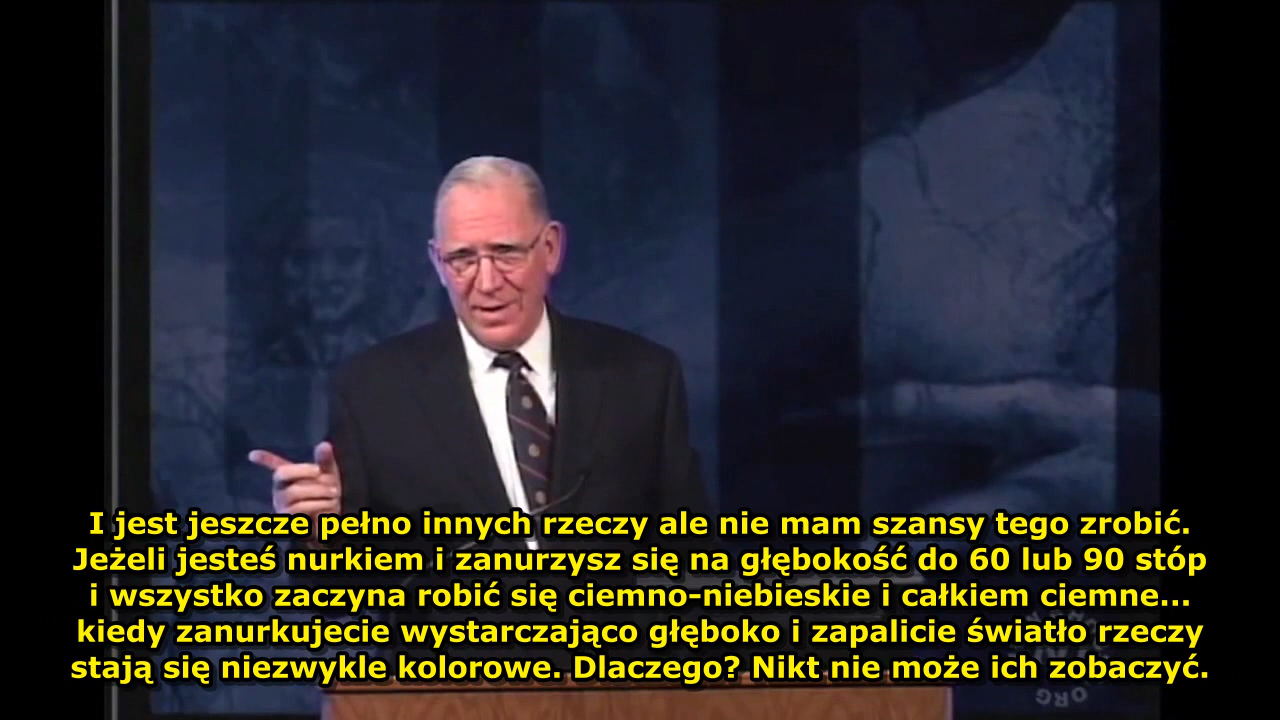 I jest jeszcze pełno innych rzeczy ale nie mam szansy tego zrobić.
Jeżeli jesteś nurkiem i zanurzysz się na głębokość do 60 lub 90 stóp
i wszystko zaczyna robić się ciemno-niebieskie i całkiem ciemne...
kiedy zanurkujecie wystarczająco głęboko i zapalicie światło rzeczy
stają się niezwykle kolorowe. Dlaczego? Nikt nie może ich zobaczyć.